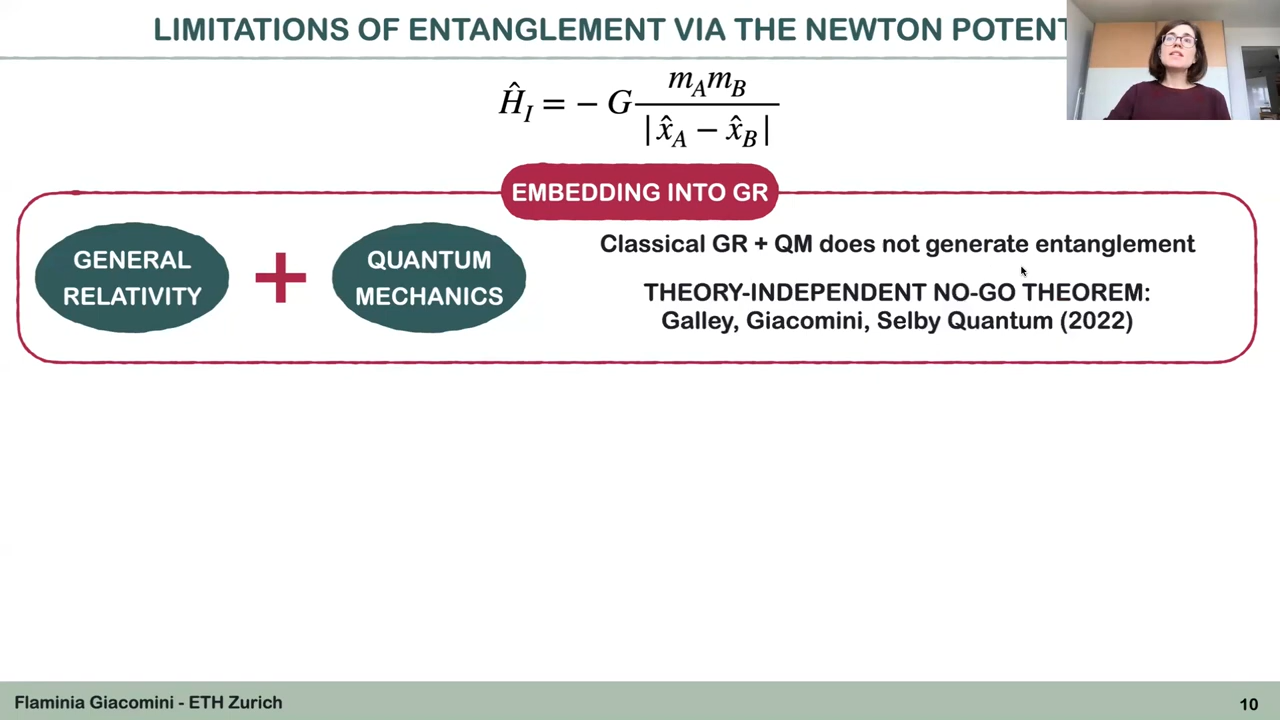 LIMITATIONS OF ENTANGLEMENT VIA THE NEWTON POTENT
Ĥ_I = − G \frac{m_A m_B}{|x̂_A − x̂_B|}
EMBEDDING INTO GR
GENERAL
RELATIVITY
+
QUANTUM
MECHANICS
Classical GR + QM does not generate entanglement
THEORY-INDEPENDENT NO-GO THEOREM:
Galley, Giacomini, Selby Quantum (2022)
Flaminia Giacomini - ETH Zurich
10